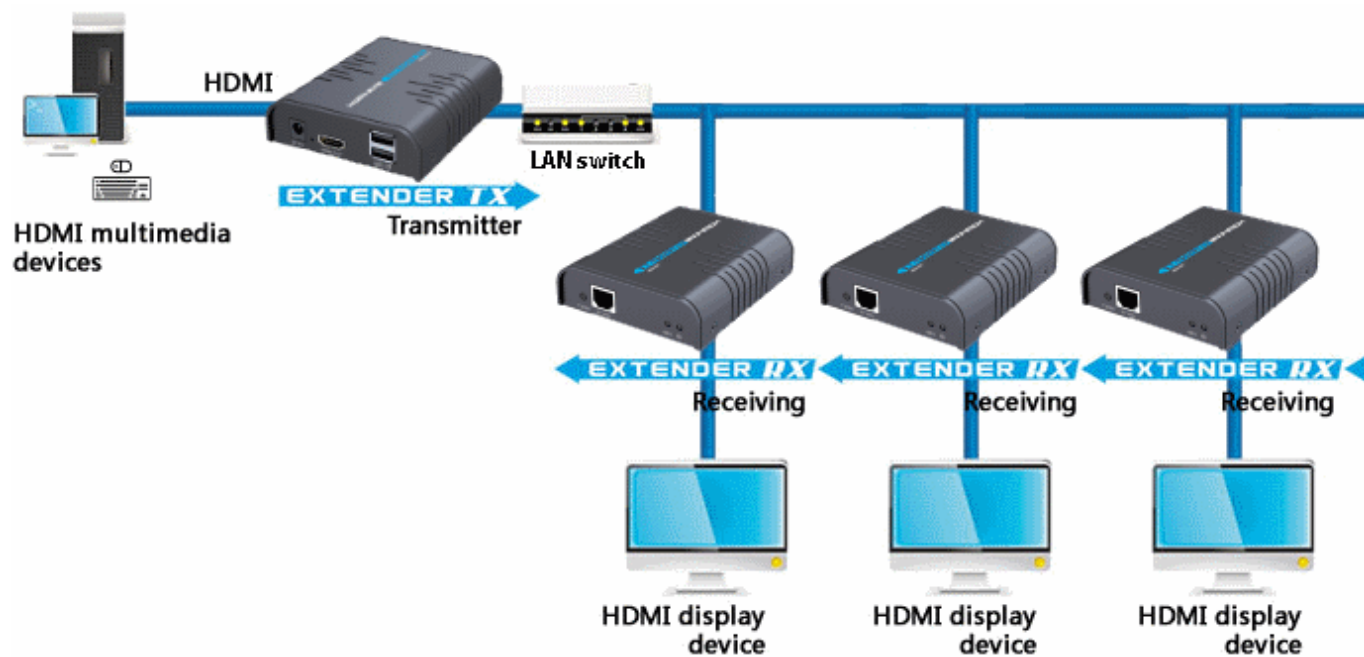 HDMI
LAN switch
EXTENDER TX
Transmitter
HDMI multimedia
devices
EXTENDER RX
EXTENDER RX
EXTENDER RX
Receiving
Receiving
Receiving
HDMI display
device
HDMI display
device
HDMI display
device